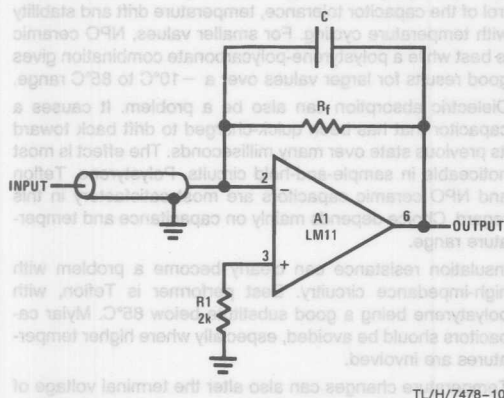 rol of the capacitor tolerance, temperature drift and stability
with temperature cycling. For smaller values, NPO ceramic
is best while a polystyrene-polycarbonate combination gives
good results for larger values over a −10°C to 85°C range.
Dielectric absorption can also be a problem. It causes a
capacitor that has been quick-charged to drift back toward
its previous state over many milliseconds. The effect is most
noticeable in sample-and-hold circuits. Polystyrene, Teflon
and NPO ceramic capacitors are most satisfactory in this
regard. Choice depends mainly on capacitance and temper-
ature range.
Insulation resistance can clearly become a problem with
high-impedance circuitry. Best performer is Teflon, with
polystyrene being a good substitute below 85°C. Mylar ca-
pacitors should be avoided, especially where higher temper-
atures are involved.
Temperature changes can also alter the terminal voltage of
C
Rf
INPUT
2
−
A1
LM11
6
OUTPUT
3
+
R1
2k
TL/H/7478-10